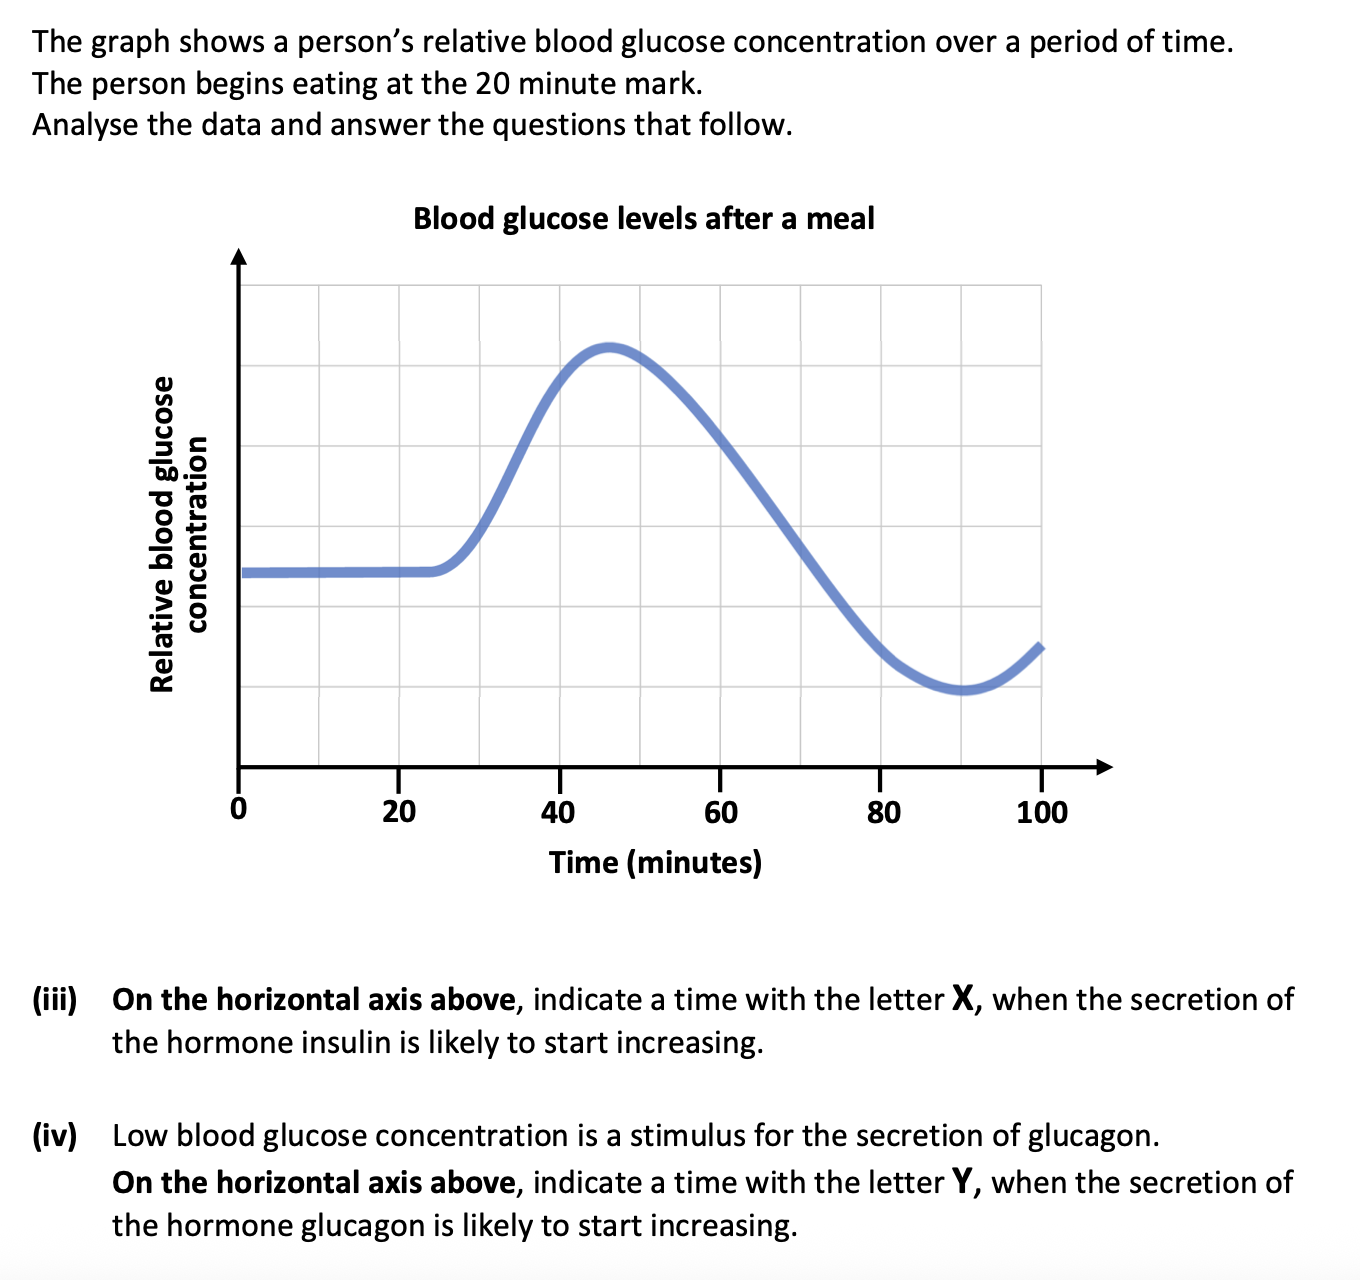 The graph shows a person’s relative blood glucose concentration over a period of time.
The person begins eating at the 20 minute mark.
Analyse the data and answer the questions that follow.
Blood glucose levels after a meal
Relative blood glucose
concentration
0 20 40 60 80 100
Time (minutes)
(iii) On the horizontal axis above, indicate a time with the letter X, when the secretion of
the hormone insulin is likely to start increasing.
(iv) Low blood glucose concentration is a stimulus for the secretion of glucagon.
On the horizontal axis above, indicate a time with the letter Y, when the secretion of
the hormone glucagon is likely to start increasing.